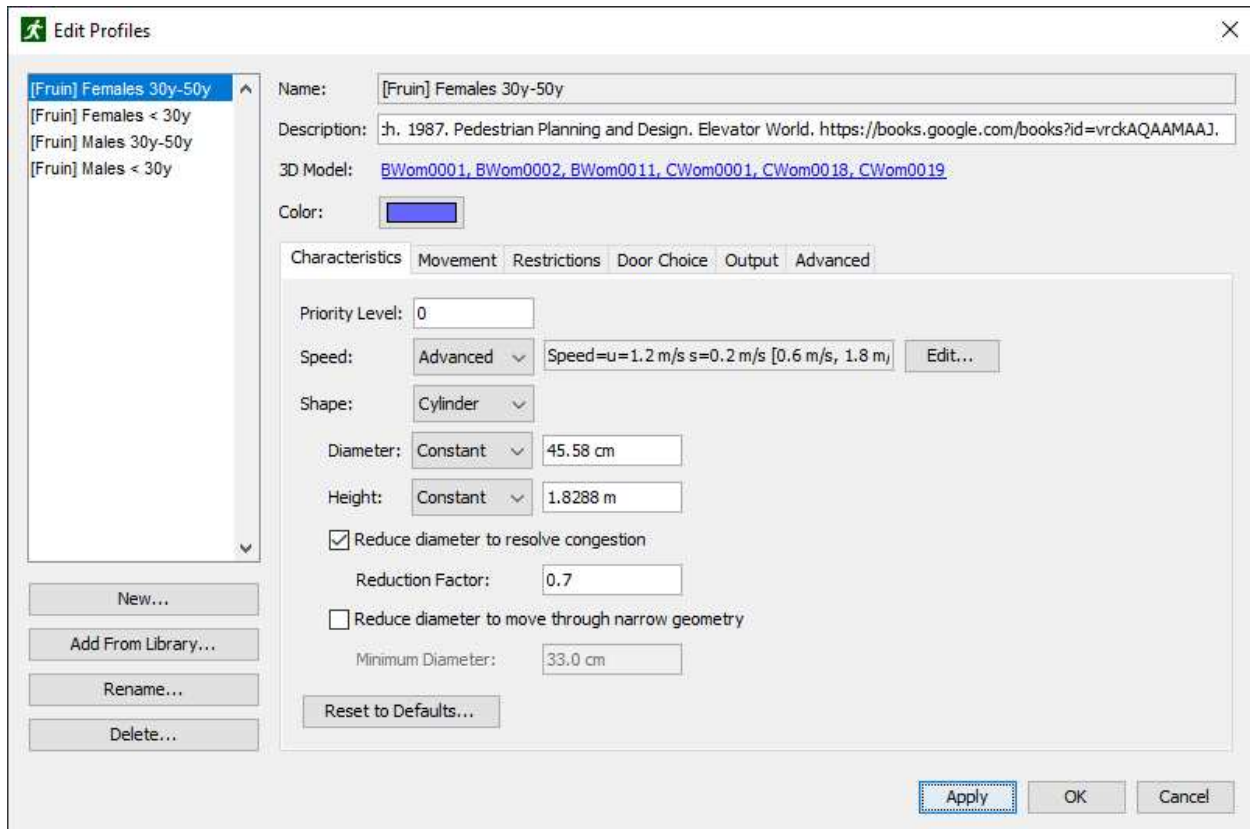 Edit Profiles
[Fruin] Females 30y-50y
[Fruin] Females < 30y
[Fruin] Males 30y-50y
[Fruin] Males < 30y
New...
Add From Library...
Rename...
Delete...
Name: [Fruin] Females 30y-50y
Description: :h. 1987. Pedestrian Planning and Design. Elevator World. https://books.google.com/books?id=vrckAQAAMAAJ.
3D Model: BWom0001, BWom0002, BWom0011, CWom0001, CWom0018, CWom0019
Color:
Characteristics Movement Restrictions Door Choice Output Advanced
Priority Level: 0
Speed: Advanced Speed=u=1.2 m/s s=0.2 m/s [0.6 m/s, 1.8 m/ Edit...
Shape: Cylinder
Diameter: Constant 45.58 cm
Height: Constant 1.8288 m
Reduce diameter to resolve congestion
Reduction Factor: 0.7
Reduce diameter to move through narrow geometry
Minimum Diameter: 33.0 cm
Reset to Defaults...
Apply OK Cancel